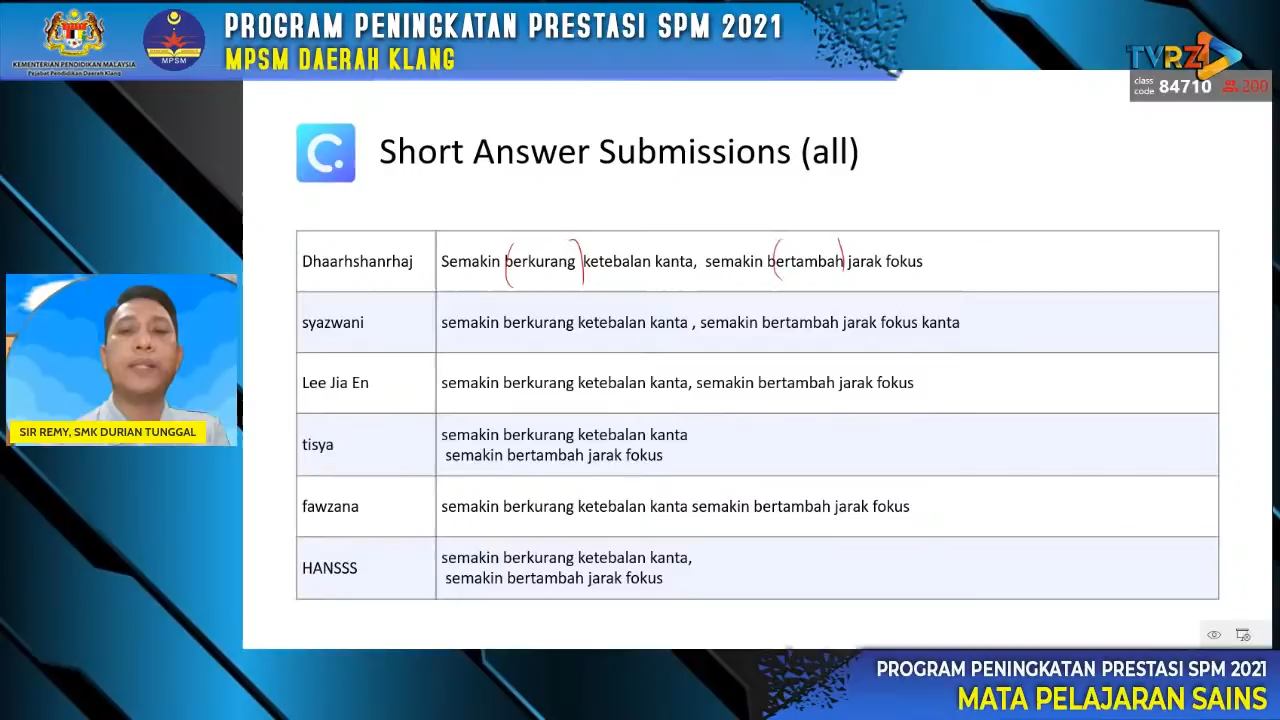 PROGRAM PENINGKATAN PRESTASI SPM 2021
MPSM DAERAH KLANG
KEMENTERIAN PENDIDIKAN MALAYSIA
Pejabat Pendidikan Daerah Klang
MPSM
TVRZ
class code 84710 200
C.
Short Answer Submissions (all)
Dhaarhshanrhaj Semakin berkurang ketebalan kanta, semakin bertambah jarak fokus
syazwani semakin berkurang ketebalan kanta , semakin bertambah jarak fokus kanta
Lee Jia En semakin berkurang ketebalan kanta, semakin bertambah jarak fokus
tisya semakin berkurang ketebalan kanta
semakin bertambah jarak fokus
fawzana semakin berkurang ketebalan kanta semakin bertambah jarak fokus
HANSSS semakin berkurang ketebalan kanta,
semakin bertambah jarak fokus
SIR REMY, SMK DURIAN TUNGGAL
PROGRAM PENINGKATAN PRESTASI SPM 2021
MATA PELAJARAN SAINS